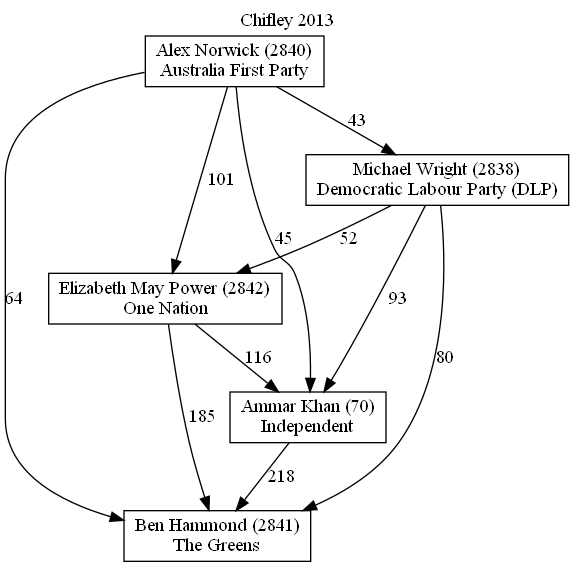 Chifley 2013
Alex Norwick (2840)
Australia First Party
43
Michael Wright (2838)
Democratic Labour Party (DLP)
101
45
52
Elizabeth May Power (2842)
One Nation
64
93
80
116
Ammar Khan (70)
Independent
185
218
Ben Hammond (2841)
The Greens